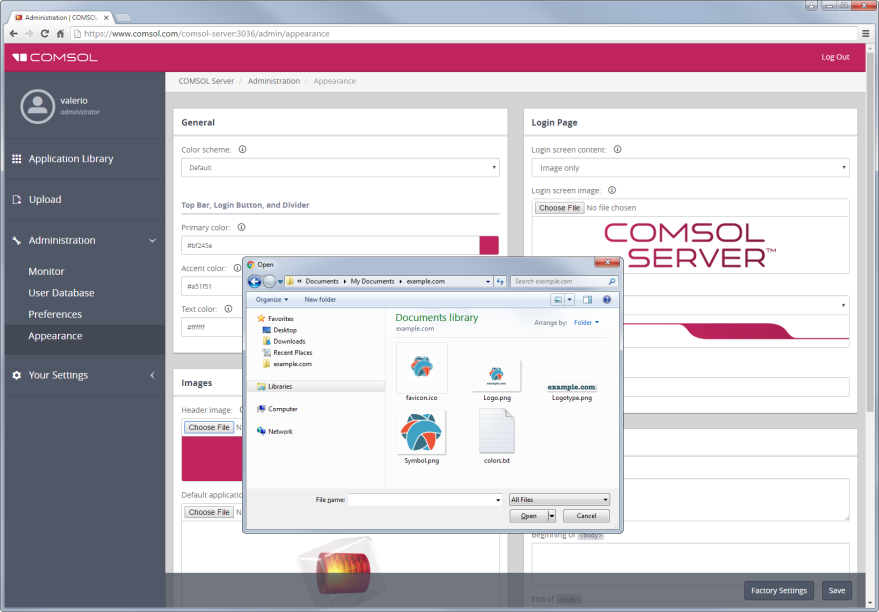 Administration | COMSOL
https://www.comsol.com/comsol-server:3036/admin/appearance
COMSOL
Log Out
valerio
administrator
Application Library
Upload
Administration
Monitor
User Database
Preferences
Appearance
Your Settings
COMSOL Server / Administration / Appearance
General
Color scheme:
Default
Top Bar, Login Button, and Divider
Primary color:
#bf245e
Accent color:
#a51f51
Text color:
#ffffff
Images
Header image:
Choose File
Default applicatio
Choose File
Login Page
Login screen content:
Image only
Login screen image:
Choose File No file chosen
COMSOL
SERVER™
Beginning of <body>
End of <body>
Factory Settings
Save
Open
« Documents
My Documents
example.com
Search example.com
Organize
New folder
Favorites
Desktop
Downloads
Recent Places
example.com
Libraries
Computer
Network
Documents library
example.com
Arrange by: Folder
favicon.ico
example.com
Logo.png
example.com
Logotype.png
Symbol.png
colors.txt
File name:
All Files
Open
Cancel